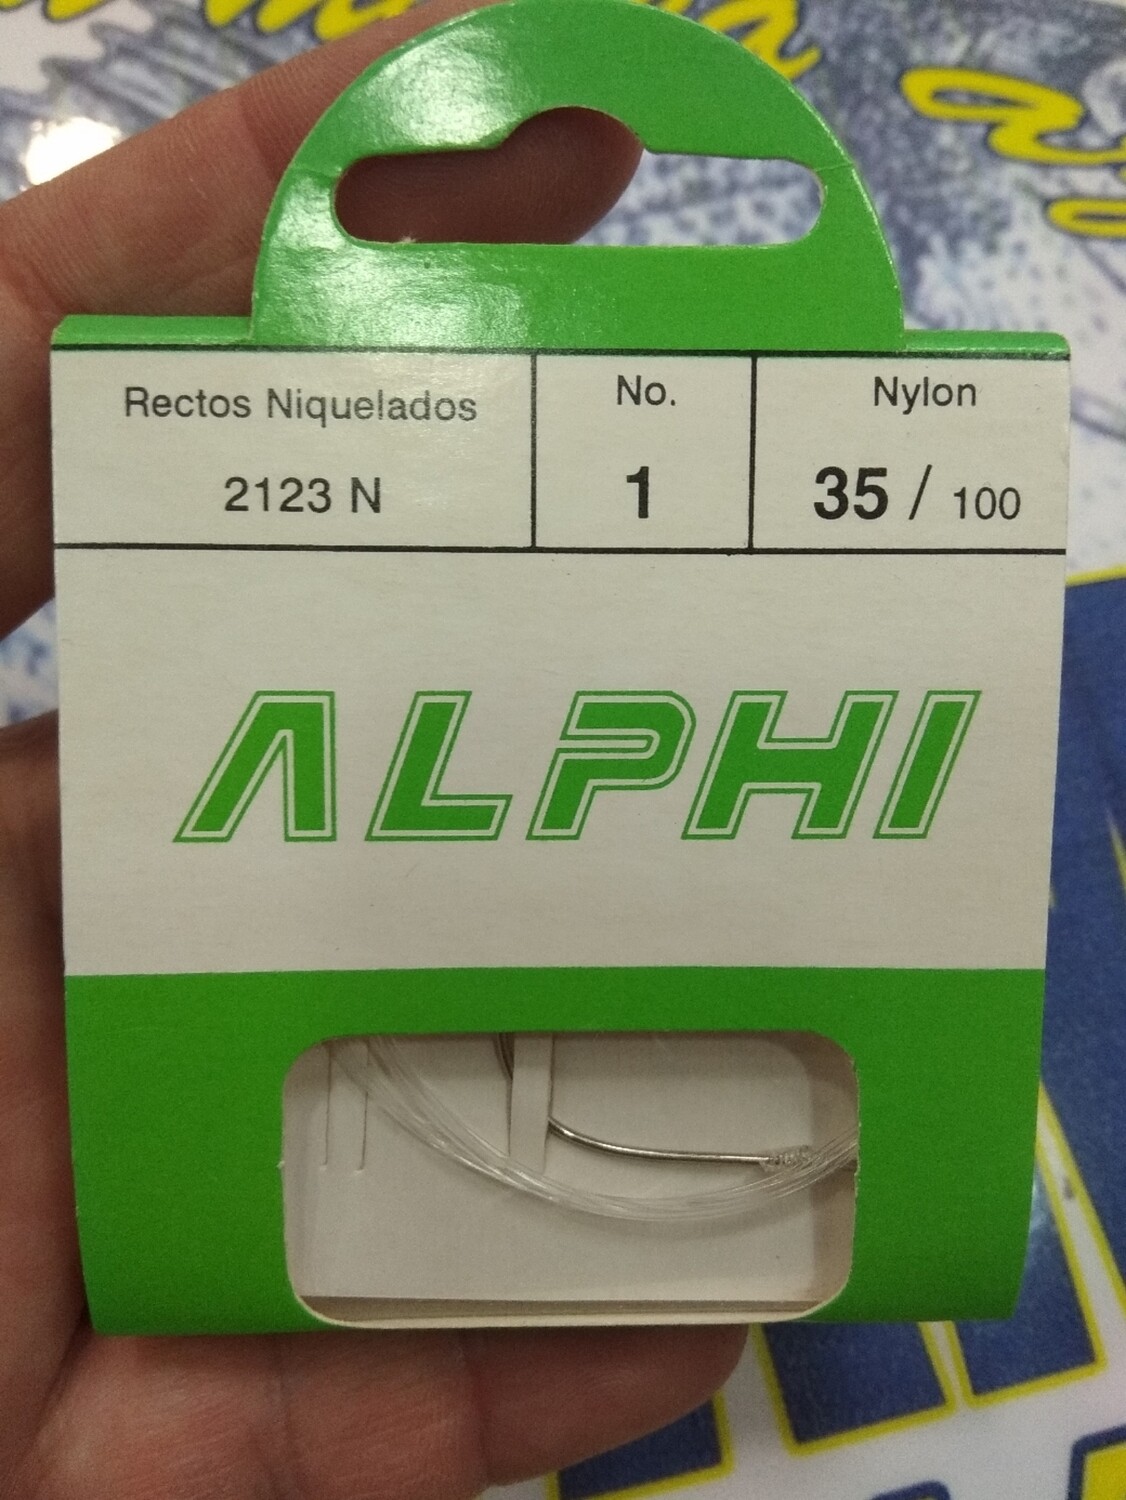 Rectos Niquelados
2123 N
No.
1
Nylon
35 / 100
ALPHI